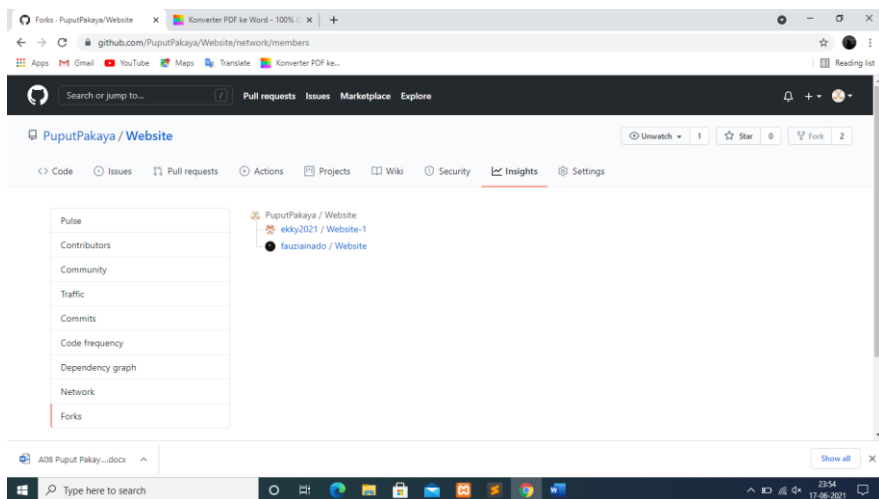 Forks · PuputPakaya/Website
Konverter PDF ke Word - 100% G
github.com/PuputPakaya/Website/network/members
Apps Gmail YouTube Maps Translate Konverter PDF ke... Reading list
Search or jump to... / Pull requests Issues Marketplace Explore
PuputPakaya / Website Unwatch 1 Star 0 Fork 2
<> Code Issues Pull requests Actions Projects Wiki Security Insights Settings
Pulse
Contributors
Community
Traffic
Commits
Code frequency
Dependency graph
Network
Forks
PuputPakaya / Website
ekky2021 / Website-1
fauziainado / Website
A08 Puput Pakay....docx Show all
Type here to search
23:54
17-06-2021